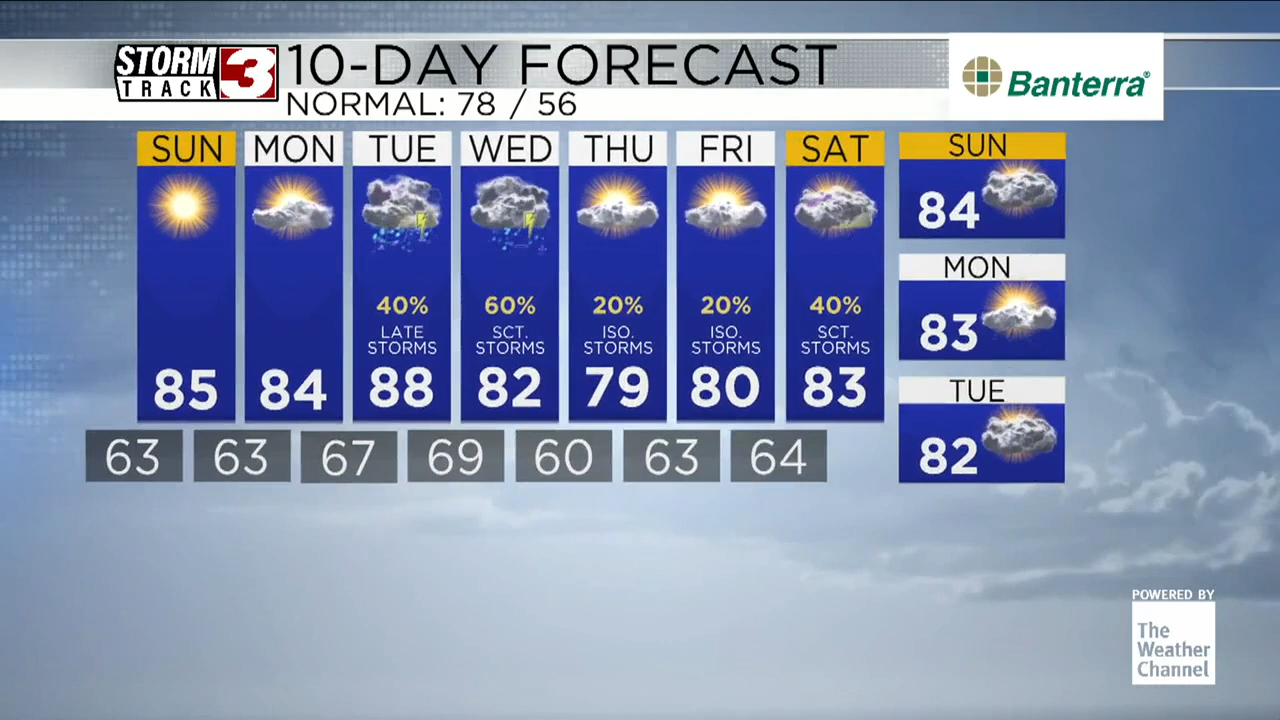 STORM TRACK 3
10-DAY FORECAST
Banterra®
NORMAL: 78 / 56
SUN MON TUE WED THU FRI SAT
40% 60% 20% 20% 40%
LATE SCT. ISO. ISO. SCT.
STORMS STORMS STORMS STORMS STORMS
85 84 88 82 79 80 83
63 63 67 69 60 63 64
SUN
84
MON
83
TUE
82
POWERED BY
The
Weather
Channel